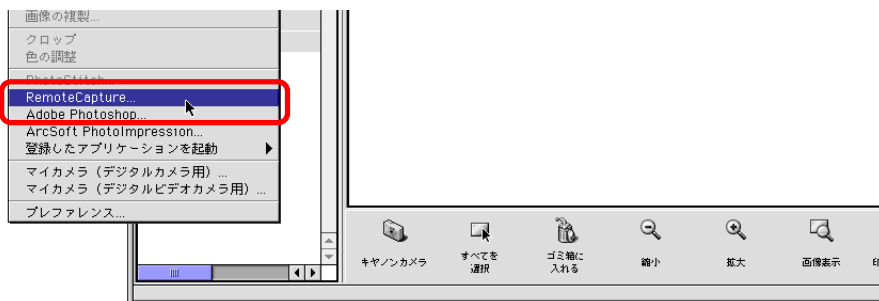 画像の複製...
クロップ
色の調整
PhotoStitch...
RemoteCapture...
Adobe Photoshop...
ArcSoft PhotoImpression...
登録したアプリケーションを起動
マイカメラ（デジタルカメラ用）...
マイカメラ（デジタルビデオカメラ用）...
プレファレンス...
キヤノンカメラ
すべてを
選択
ゴミ箱に
入れる
縮小
拡大
画像表示